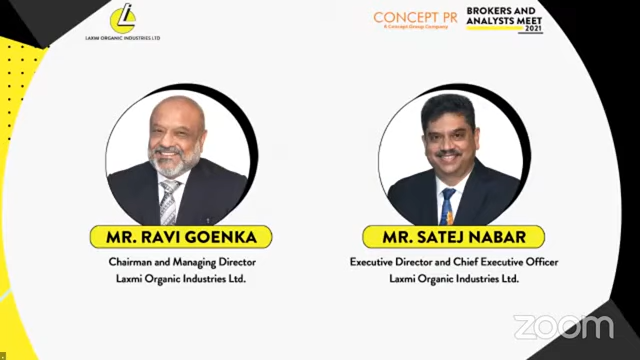 LAXMI ORGANIC INDUSTRIES LTD
CONCEPT PR
A Concept Group Company
BROKERS AND
ANALYSTS MEET
2021
MR. RAVI GOENKA
Chairman and Managing Director
Laxmi Organic Industries Ltd.
MR. SATEJ NABAR
Executive Director and Chief Executive Officer
Laxmi Organic Industries Ltd.
zoom